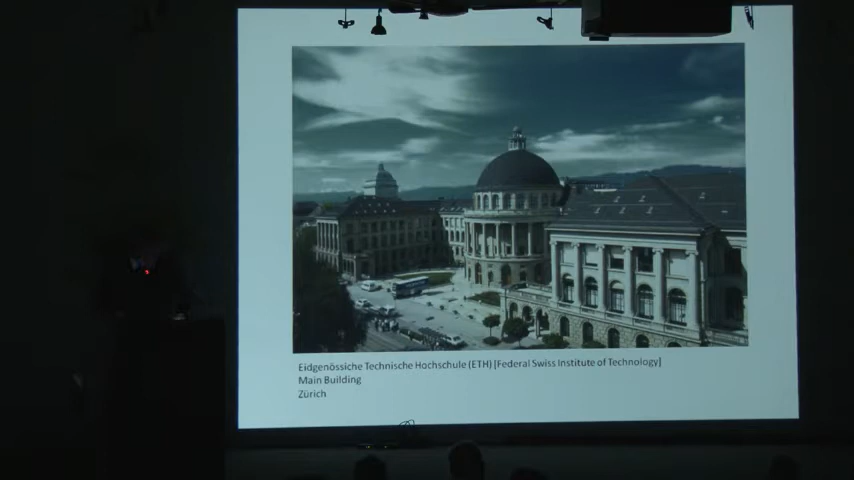 Eidgenössiche Technische Hochschule (ETH) [Federal Swiss Institute of Technology]
Main Building
Zürich